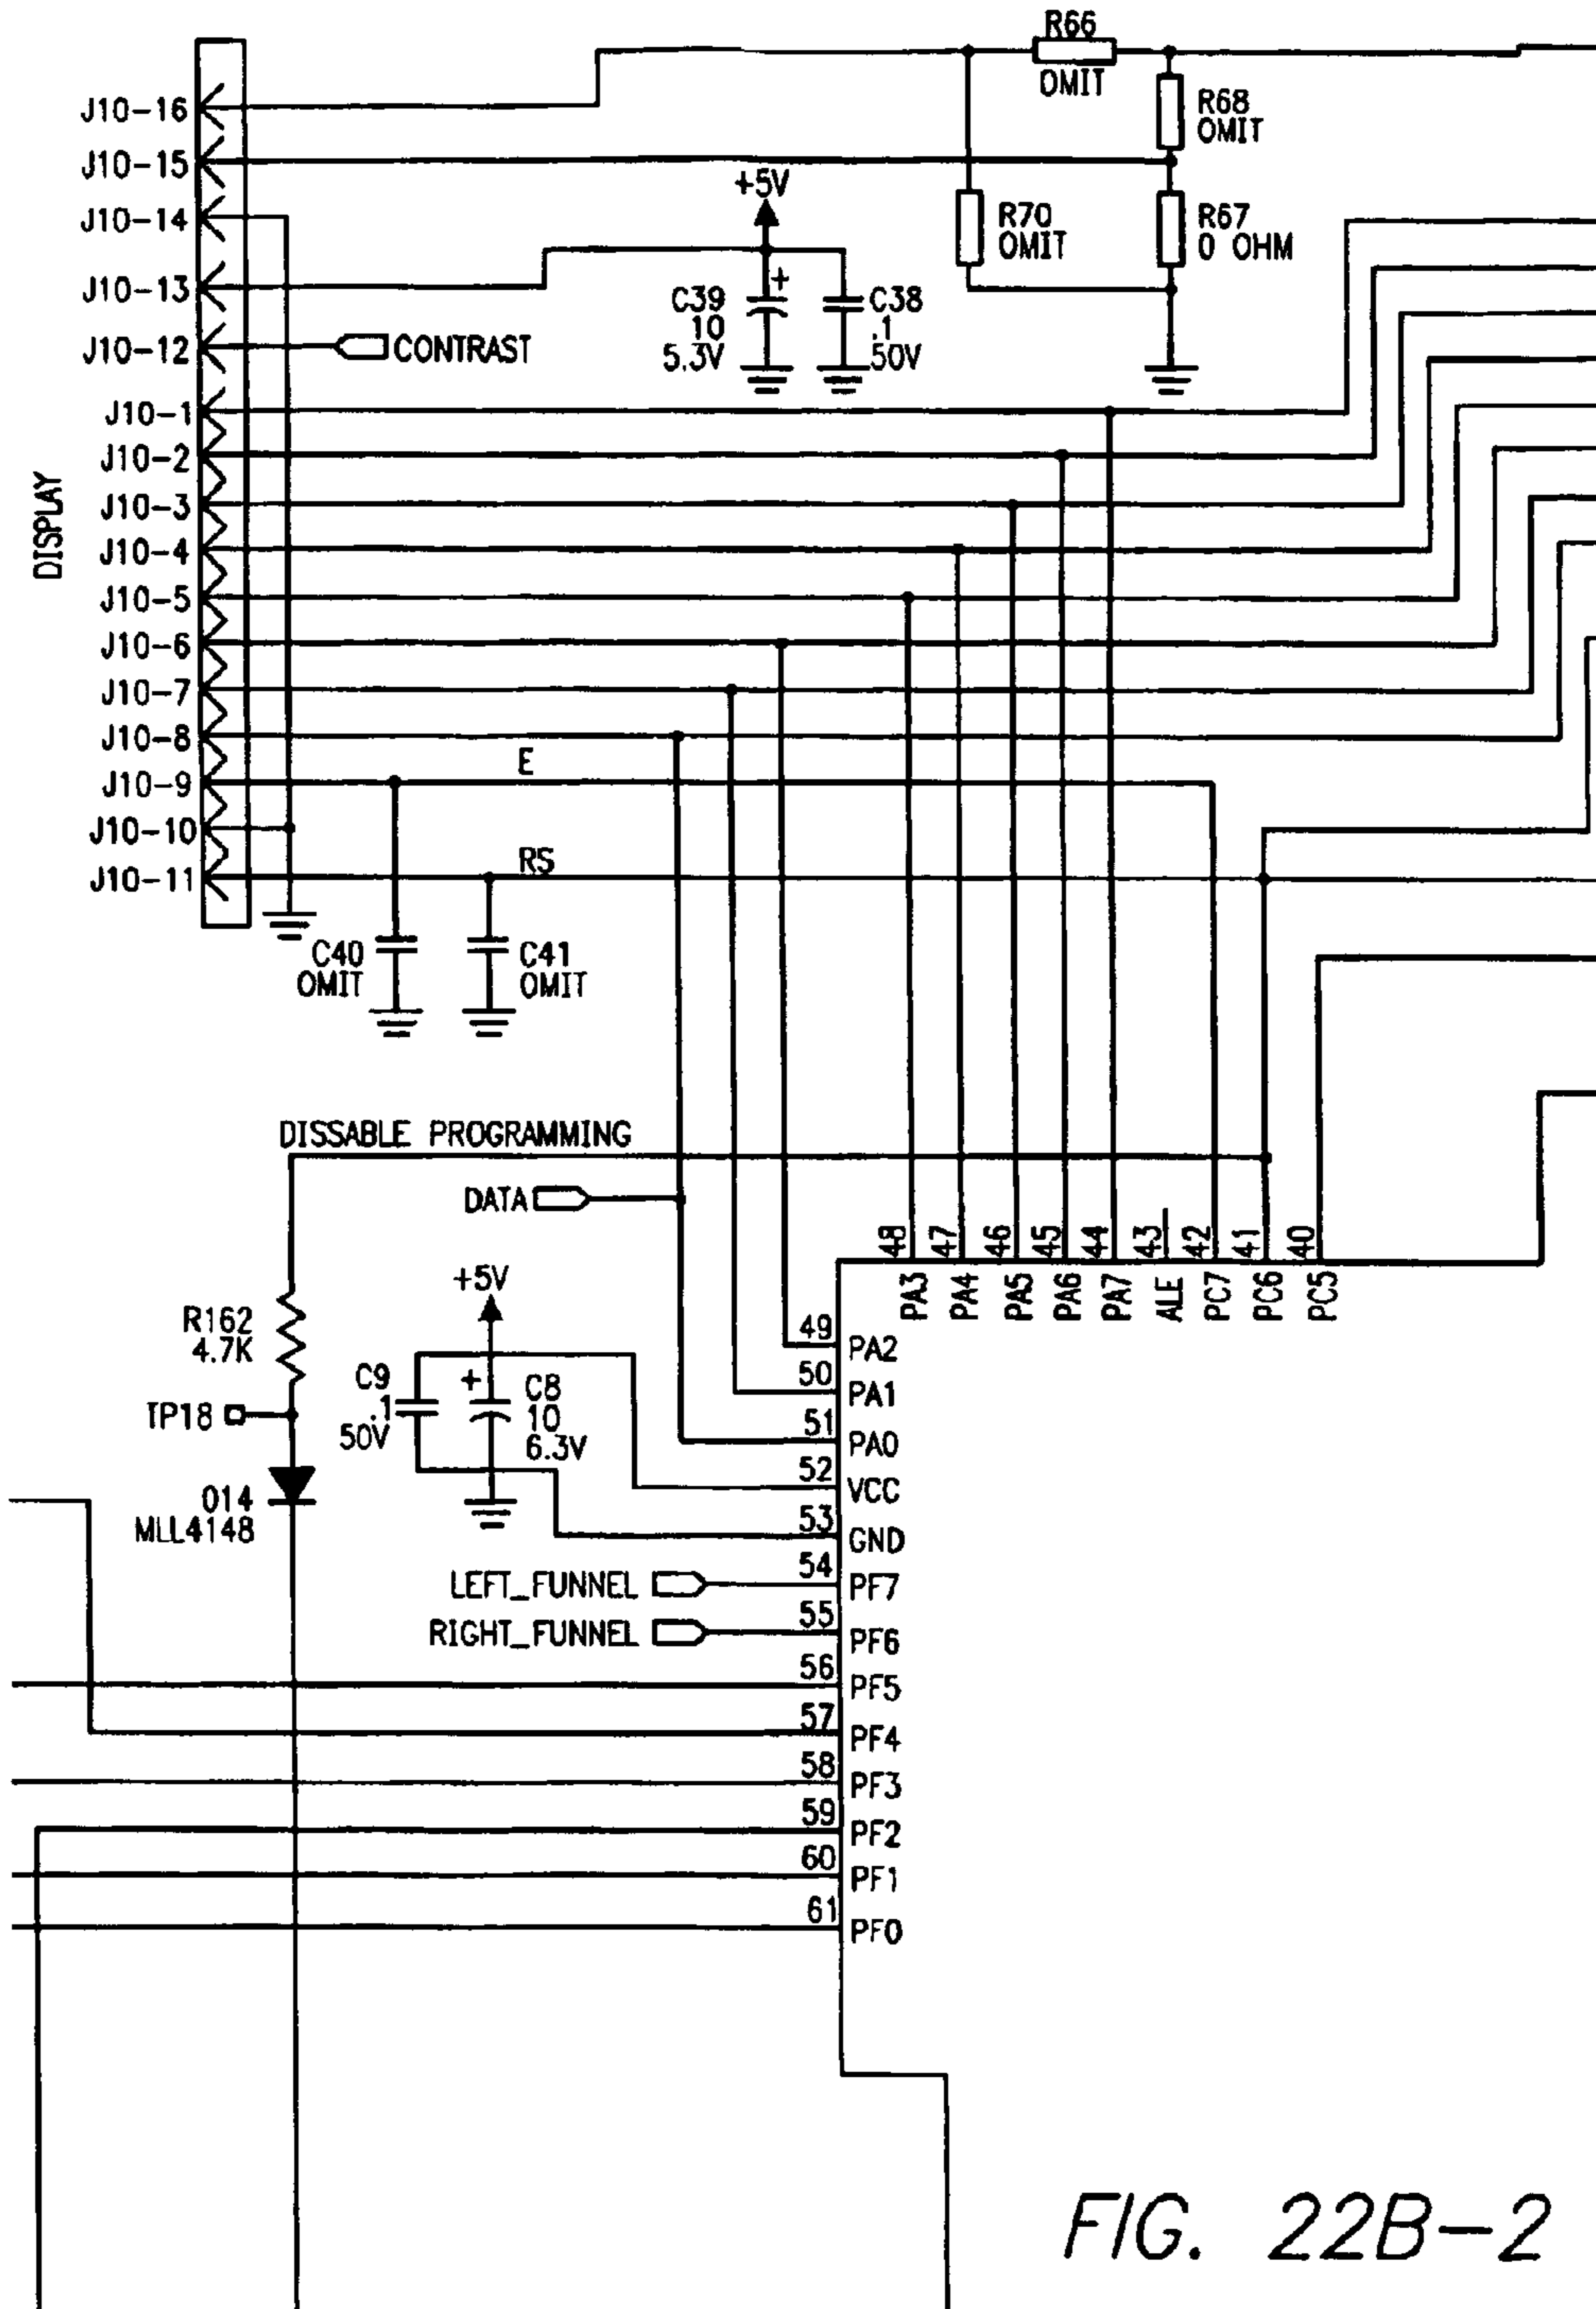 R66
OMIT
R68
OMIT
J10-16
J10-15
J10-14
J10-13
J10-12
J10-1
J10-2
J10-3
J10-4
J10-5
J10-6
J10-7
J10-8
J10-9
J10-10
J10-11
DISPLAY
+5V
R70
OMIT
R67
0 OHM
C39
10
5.3V
+
C38
.1
50V
CONTRAST
E
RS
C40
OMIT
C41
OMIT
DISSABLE PROGRAMMING
DATA
48
47
46
45
44
43
42
41
40
PA3
PA4
PA5
PA6
PA7
ALE
PC7
PC6
PC5
+5V
R162
4.7K
TP18
C9
.1
50V
+
C8
10
6.3V
D14
MLL4148
49 PA2
50 PA1
51 PA0
52 VCC
53 GND
LEFT_FUNNEL 54 PF7
RIGHT_FUNNEL 55 PF6
56 PF5
57 PF4
58 PF3
59 PF2
60 PF1
61 PF0
FIG. 22B-2